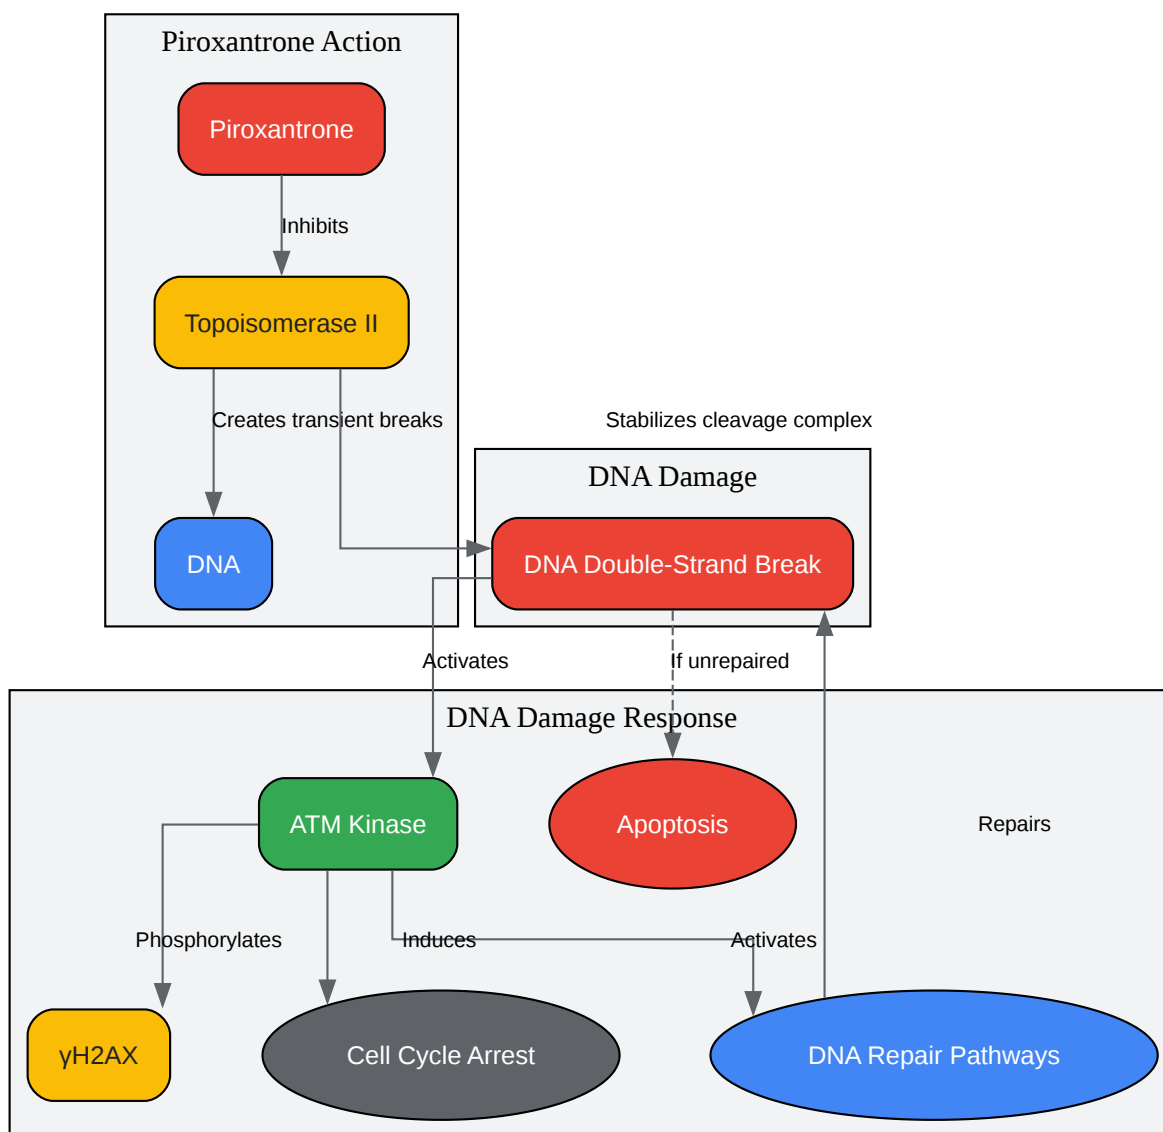 Piroxantrone Action
Piroxantrone
Inhibits
Topoisomerase II
Creates transient breaks
Stabilizes cleavage complex
DNA Damage
DNA
DNA Double-Strand Break
Activates
If unrepaired
DNA Damage Response
ATM Kinase
Apoptosis
Repairs
Phosphorylates
Induces
Activates
γH2AX
Cell Cycle Arrest
DNA Repair Pathways